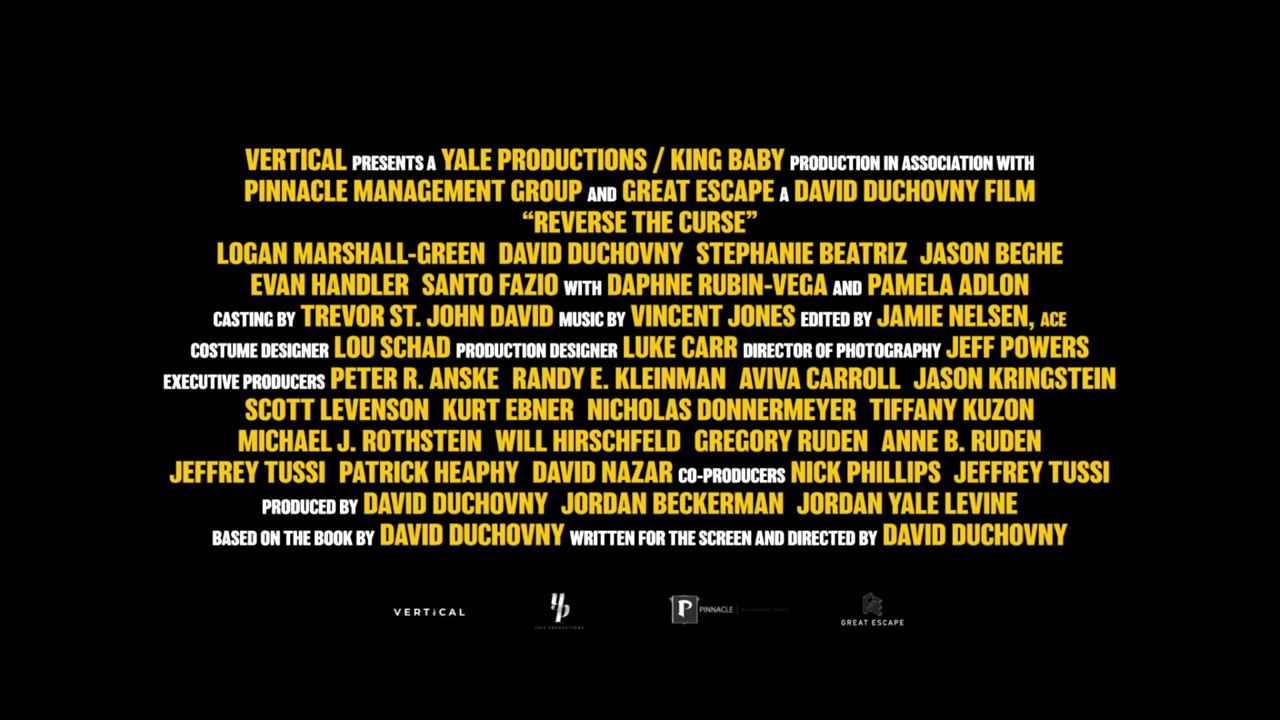 VERTICAL PRESENTS A YALE PRODUCTIONS / KING BABY PRODUCTION IN ASSOCIATION WITH
PINNACLE MANAGEMENT GROUP AND GREAT ESCAPE A DAVID DUCHOVNY FILM
“REVERSE THE CURSE”
LOGAN MARSHALL-GREEN DAVID DUCHOVNY STEPHANIE BEATRIZ JASON BEGHE
EVAN HANDLER SANTO FAZIO WITH DAPHNE RUBIN-VEGA AND PAMELA ADLON
CASTING BY TREVOR ST. JOHN DAVID MUSIC BY VINCENT JONES EDITED BY JAMIE NELSEN, ACE
COSTUME DESIGNER LOU SCHAD PRODUCTION DESIGNER LUKE CARR DIRECTOR OF PHOTOGRAPHY JEFF POWERS
EXECUTIVE PRODUCERS PETER R. ANSKE RANDY E. KLEINMAN AVIVA CARROLL JASON KRINGSTEIN
SCOTT LEVENSON KURT EBNER NICHOLAS DONNERMEYER TIFFANY KUZON
MICHAEL J. ROTHSTEIN WILL HIRSCHFELD GREGORY RUDEN ANNE B. RUDEN
JEFFREY TUSSI PATRICK HEAPHY DAVID NAZAR CO-PRODUCERS NICK PHILLIPS JEFFREY TUSSI
PRODUCED BY DAVID DUCHOVNY JORDAN BECKERMAN JORDAN YALE LEVINE
BASED ON THE BOOK BY DAVID DUCHOVNY WRITTEN FOR THE SCREEN AND DIRECTED BY DAVID DUCHOVNY
VERTiCAL
YP
YALE PRODUCTIONS
P PINNACLE
GREAT ESCAPE